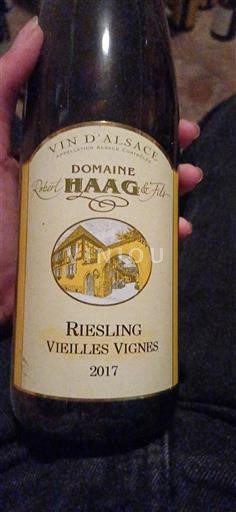 VIN D'ALSACE
APPELLATION ALSACE CONTRÔLÉE
DOMAINE
Robert HAAG & Fils
RIESLING
VIEILLES VIGNES
2017